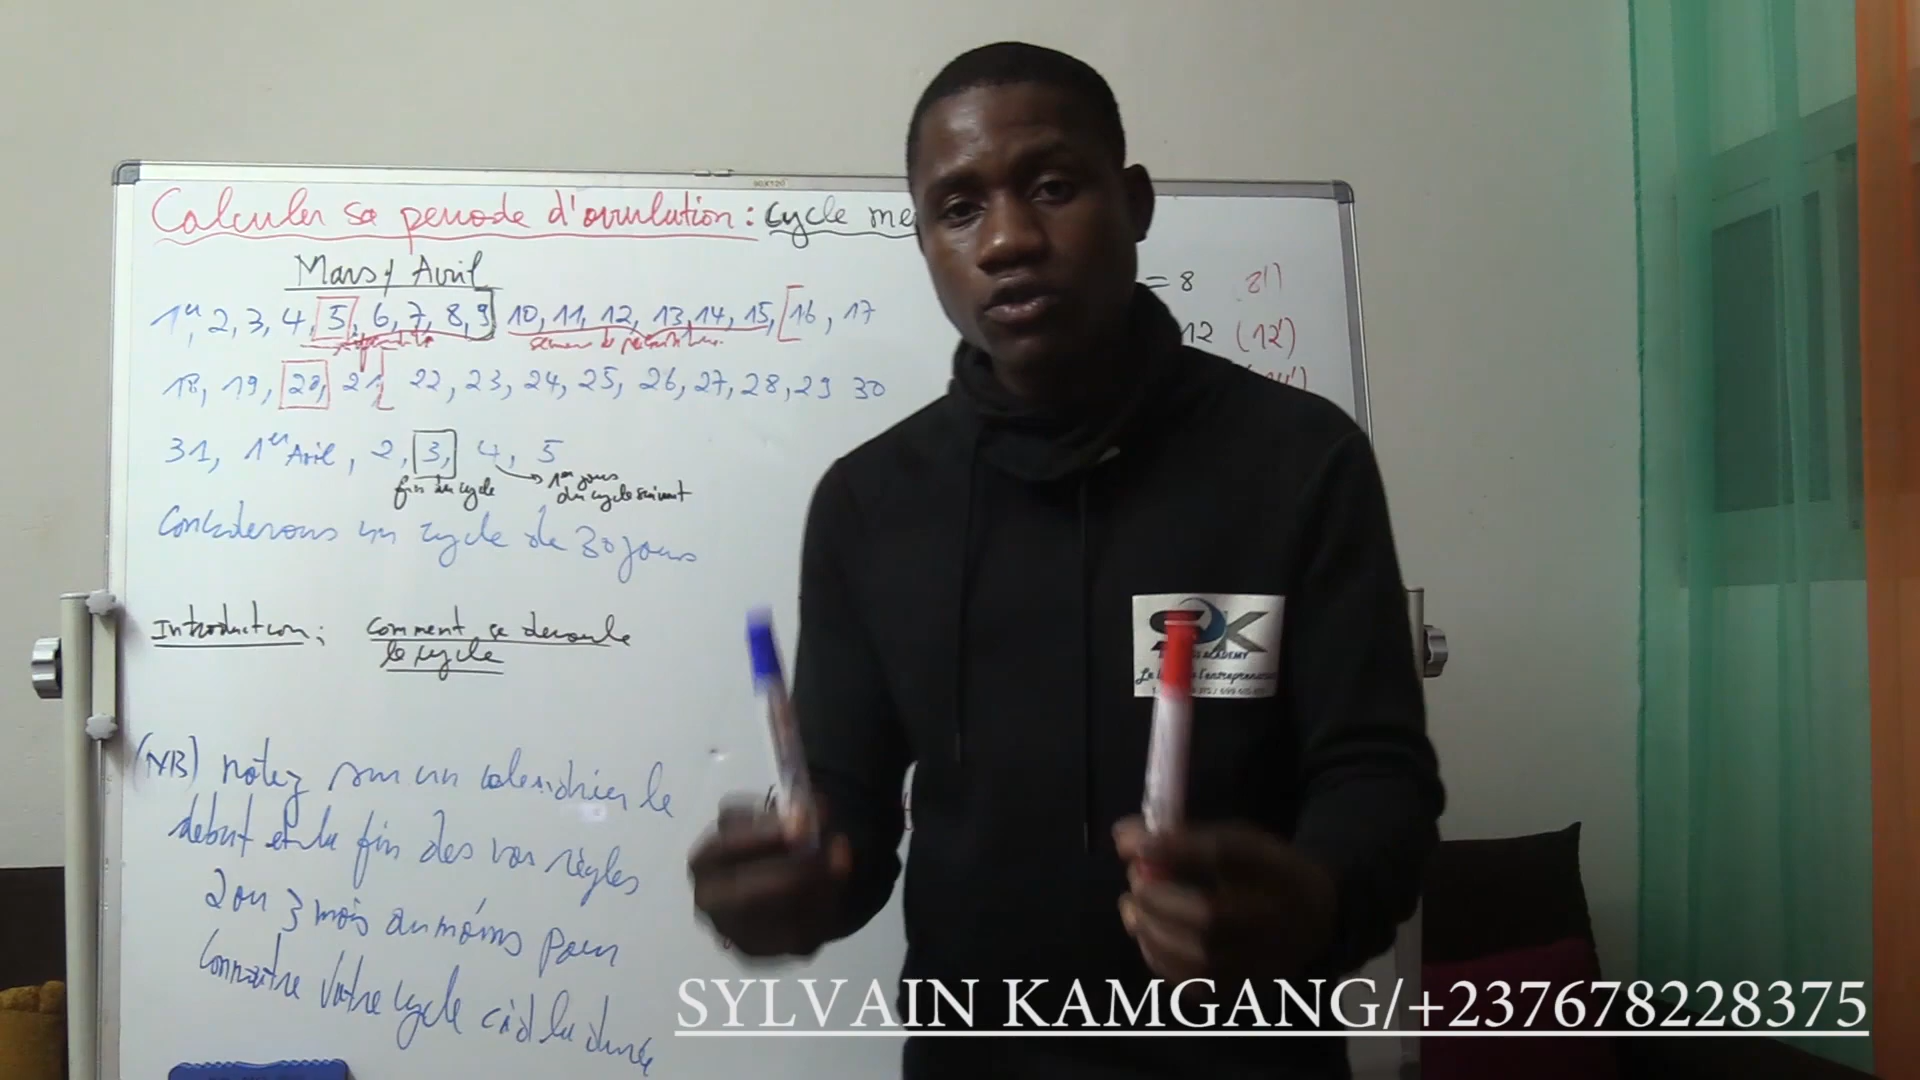 Calculer sa periode d'ovulation : cycle me
Mars / Avril
1er, 2, 3, 4, 5, 6, 7, 8, 9 10, 11, 12, 13, 14, 15, 16, 17
= 8 8')
12 (12')
18, 19, 20, 21 22, 23, 24, 25, 26, 27, 28, 29 30
31, 1er Avril, 2, 3, 4, 5
fin du cycle
1er jour
du cycle suivant
Considerons un cycle de 30 jours
Introduction : Comment se deroule
le cycle
(NB) notez sur un calendrier le
debut et la fin des vos règles
2 ou 3 mois au moins pour
connaître votre cycle càd la durée
SK
ACADEMY
SYLVAIN KAMGANG/+237678228375